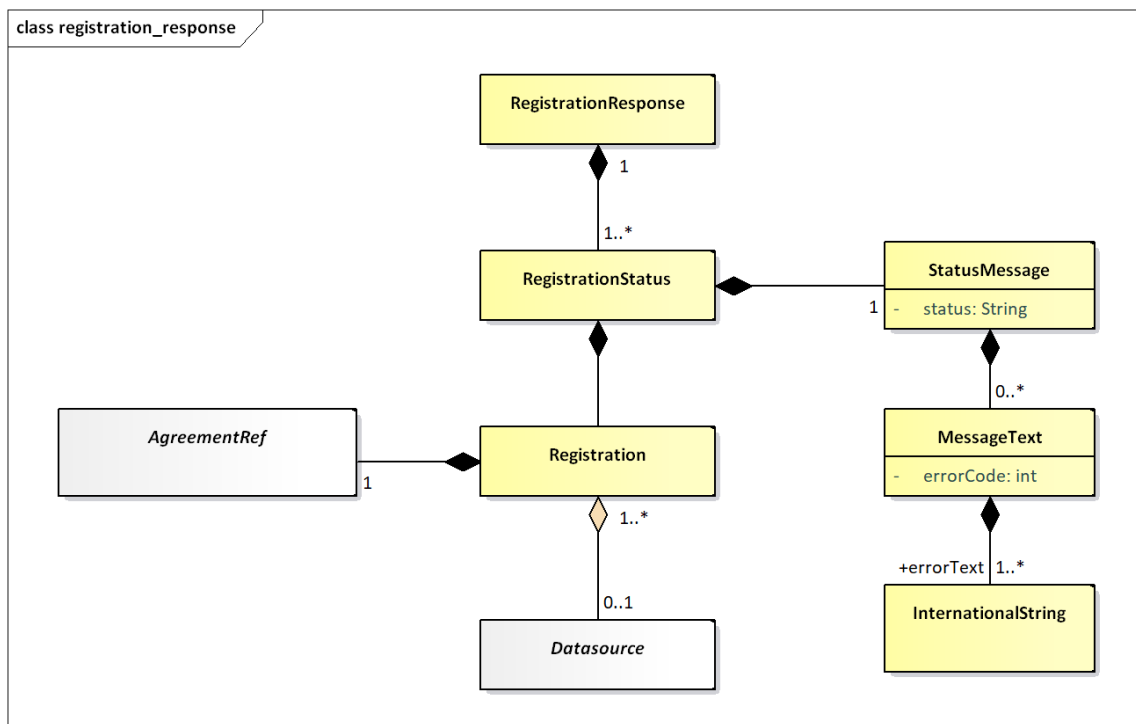 class registration_response
RegistrationResponse
1
1..*
RegistrationStatus
1
StatusMessage
- status: String
0..*
AgreementRef
1
Registration
1..*
MessageText
- errorCode: int
+errorText 1..*
0..1
InternationalString
Datasource